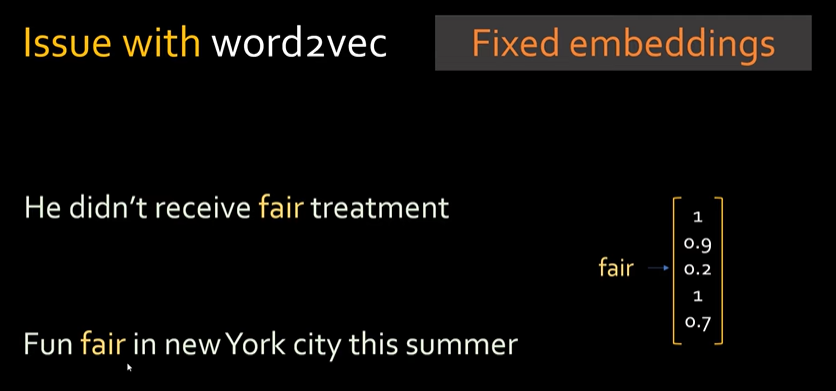 Issue with word2vec
Fixed embeddings
He didn't receive fair treatment
Fun fair in new York city this summer
fair
1
0.9
0.2
1
0.7